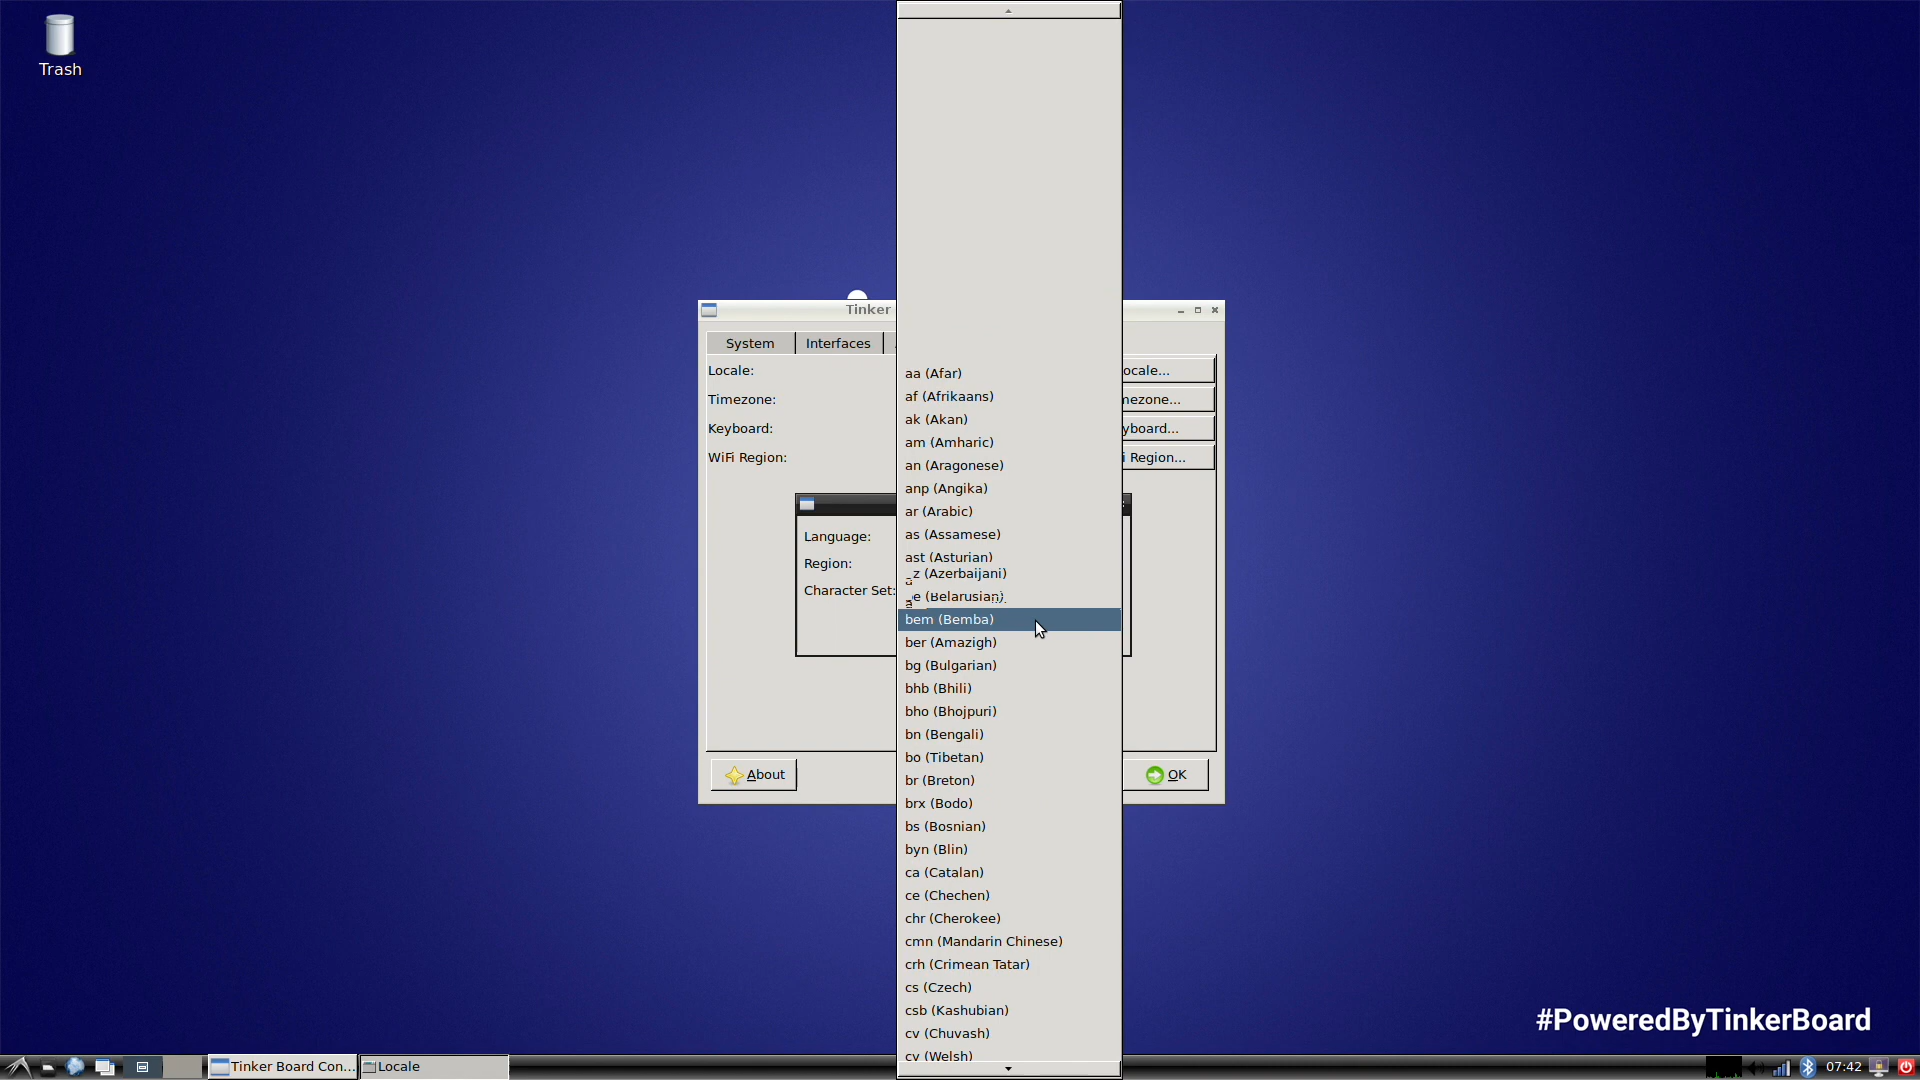 Trash
Tinker
System
Interfaces
Locale:
ocale...
Timezone:
mezone...
Keyboard:
yboard...
WiFi Region:
i Region...
Language:
Region:
Character Set:
aa (Afar)
af (Afrikaans)
ak (Akan)
am (Amharic)
an (Aragonese)
anp (Angika)
ar (Arabic)
as (Assamese)
ast (Asturian)
z (Azerbaijani)
e (Belarusian)
bem (Bemba)
ber (Amazigh)
bg (Bulgarian)
bhb (Bhili)
bho (Bhojpuri)
bn (Bengali)
bo (Tibetan)
br (Breton)
brx (Bodo)
bs (Bosnian)
byn (Blin)
ca (Catalan)
ce (Chechen)
chr (Cherokee)
cmn (Mandarin Chinese)
crh (Crimean Tatar)
cs (Czech)
csb (Kashubian)
cv (Chuvash)
cy (Welsh)
About
OK
#PoweredByTinkerBoard
Tinker Board Con...
Locale
07:42